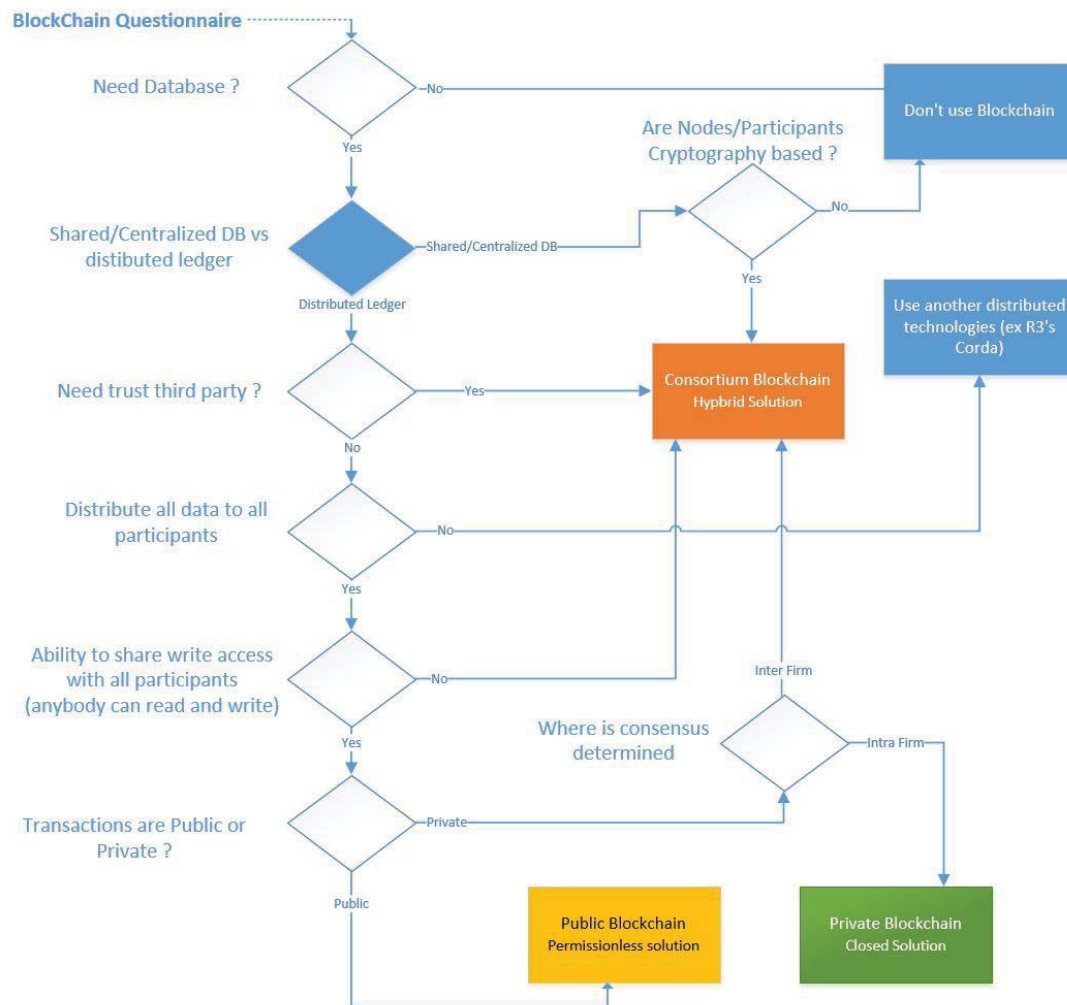 BlockChain Questionnaire
Need Database ?
No
Don't use Blockchain
Yes
Are Nodes/Participants
Cryptography based ?
No
Shared/Centralized DB vs
distibuted ledger
Shared/Centralized DB
Yes
Distributed Ledger
Use another distributed
technologies (ex R3's
Corda)
Need trust third party ?
Yes
Consortium Blockchain
Hypbrid Solution
No
Distribute all data to all
participants
No
Yes
Ability to share write access
with all participants
(anybody can read and write)
No
Inter Firm
Where is consensus
determined
Intra Firm
Yes
Transactions are Public or
Private ?
Private
Public
Public Blockchain
Permissionless solution
Private Blockchain
Closed Solution